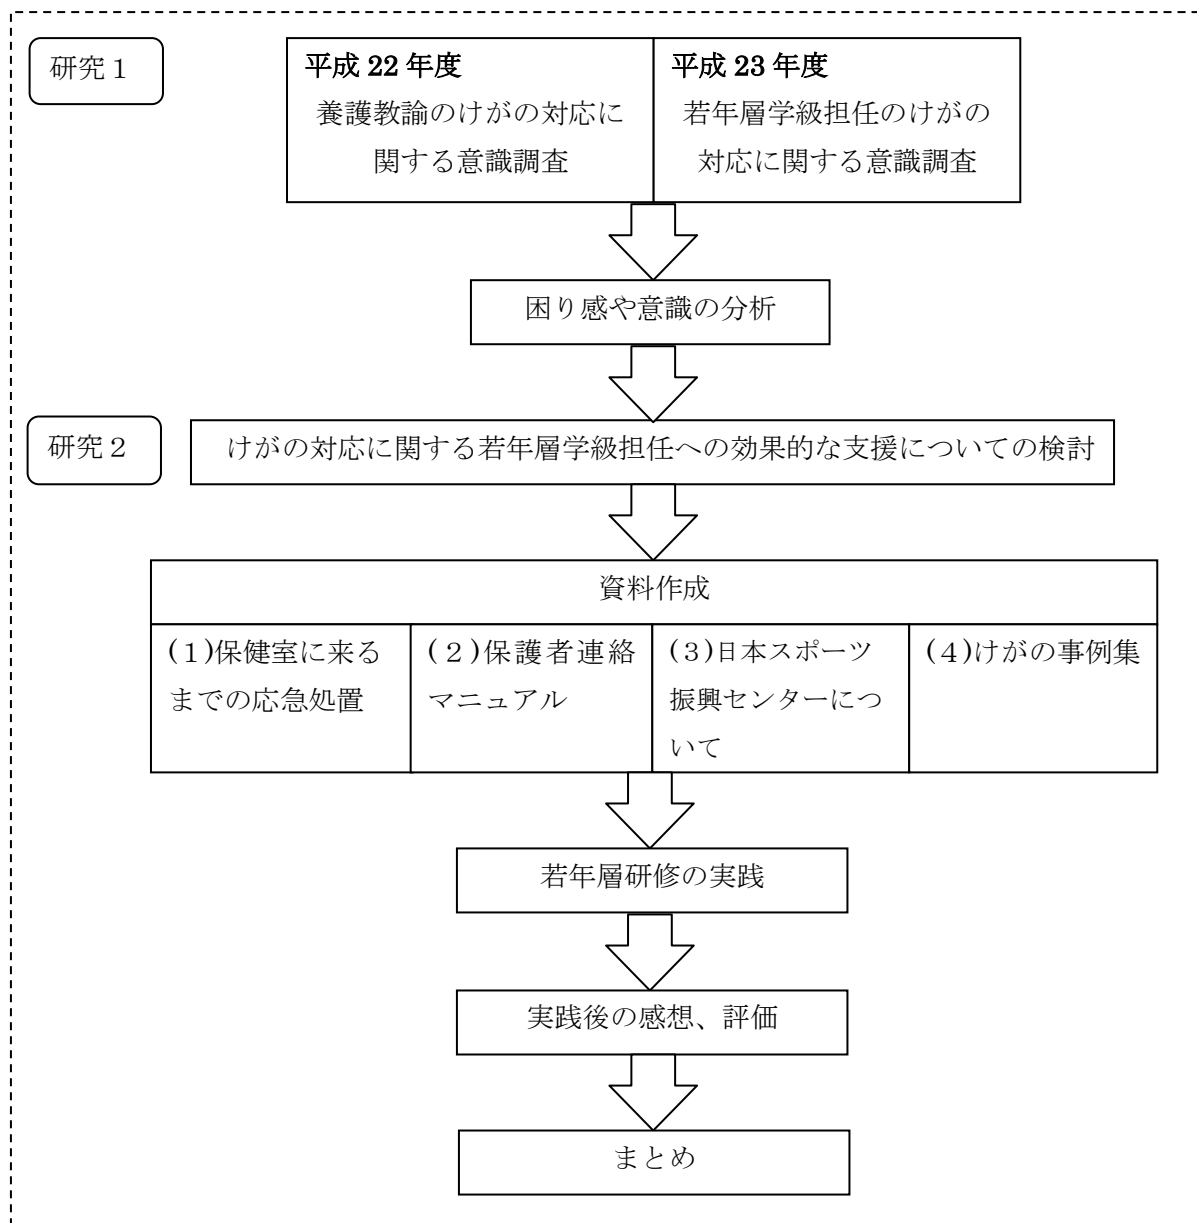 研究１
平成 22 年度
養護教諭のけがの対応に
関する意識調査
平成 23 年度
若年層学級担任のけがの
対応に関する意識調査
困り感や意識の分析
研究２
けがの対応に関する若年層学級担任への効果的な支援についての検討
資料作成
(１)保健室に来る
までの応急処置
(２)保護者連絡
マニュアル
(３)日本スポーツ
振興センターにつ
いて
(４)けがの事例集
若年層研修の実践
実践後の感想、評価
まとめ